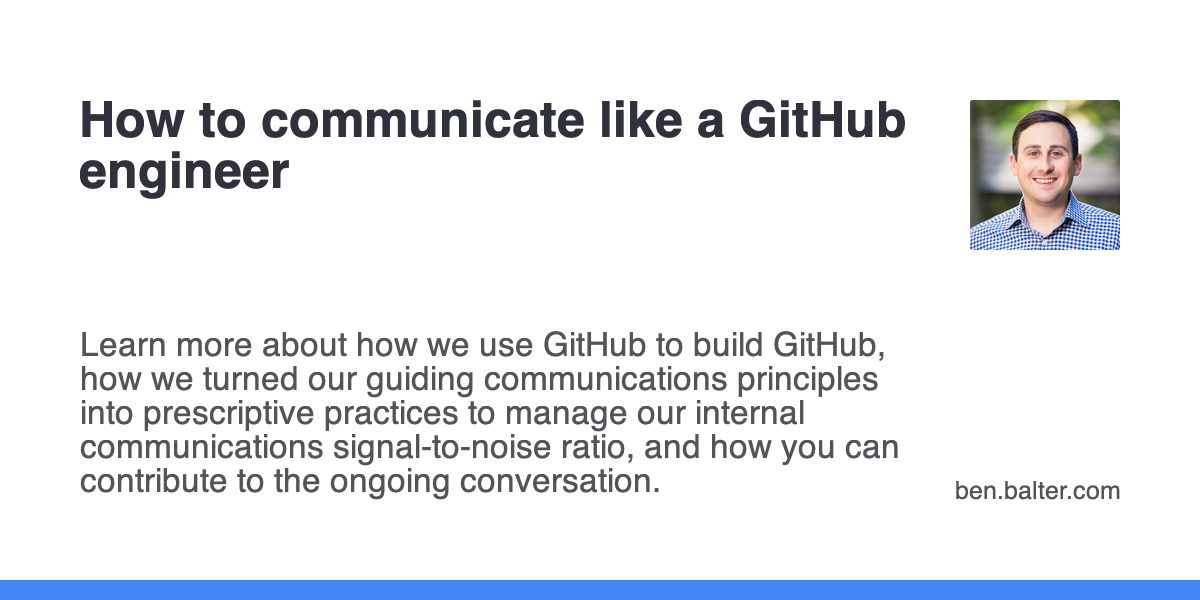 How to communicate like a GitHub
engineer
Learn more about how we use GitHub to build GitHub,
how we turned our guiding communications principles
into prescriptive practices to manage our internal
communications signal-to-noise ratio, and how you can
contribute to the ongoing conversation.
ben.balter.com